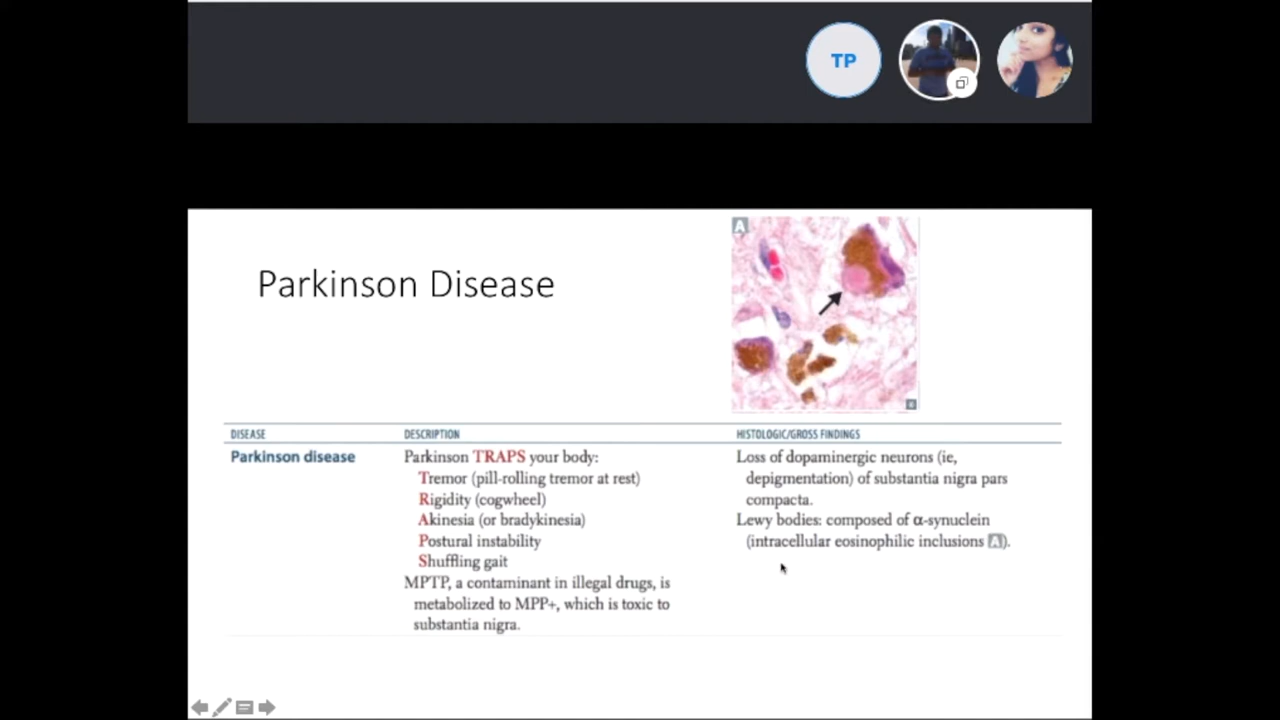 TP
A
Parkinson Disease
DISEASE
DESCRIPTION
HISTOLOGIC/GROSS FINDINGS
Parkinson disease
Parkinson TRAPS your body:
Tremor (pill-rolling tremor at rest)
Rigidity (cogwheel)
Akinesia (or bradykinesia)
Postural instability
Shuffling gait
MPTP, a contaminant in illegal drugs, is
metabolized to MPP+, which is toxic to
substantia nigra.
Loss of dopaminergic neurons (ie,
depigmentation) of substantia nigra pars
compacta.
Lewy bodies: composed of α-synuclein
(intracellular eosinophilic inclusions A).